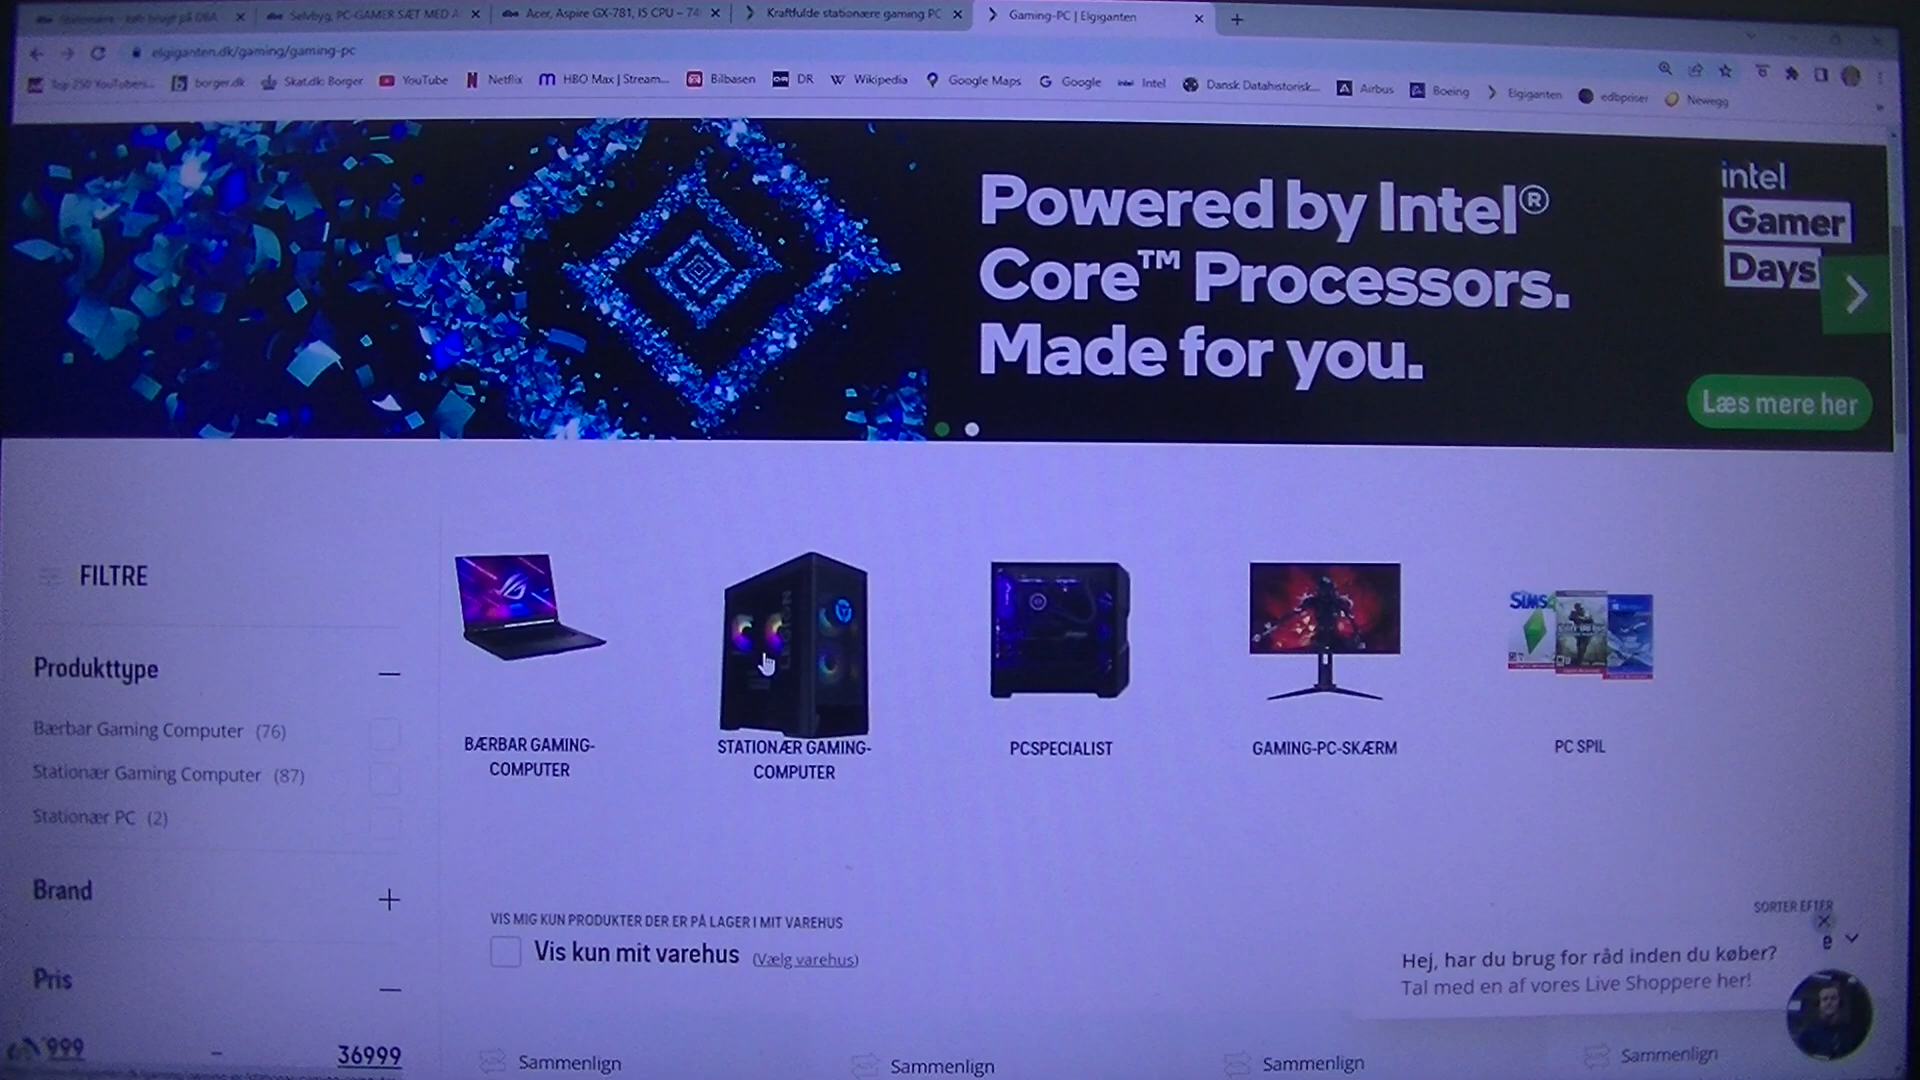 Stationære - køb brugt på DBA
Selvbyg, PC-GAMER SÆT MED A
Acer, Aspire GX-781, I5 CPU – 74
Kraftfulde stationære gaming PC
Gaming-PC | Elgiganten
elgiganten.dk/gaming/gaming-pc
Top 250 YouTubers...
borger.dk
Skat.dk: Borger
YouTube
Netflix
HBO Max | Stream...
Bilbasen
DR
Wikipedia
Google Maps
Google
Intel
Dansk Datahistorisk...
Airbus
Boeing
Elgiganten
edbpriser
Newegg
Powered by Intel®
Core™ Processors.
Made for you.
intel
Gamer
Days
Læs mere her
FILTRE
Produkttype
Bærbar Gaming Computer (76)
Stationær Gaming Computer (87)
Stationær PC (2)
Brand
Pris
999
–
36999
LEGION
SIMS4
BÆRBAR GAMING-
COMPUTER
STATIONÆR GAMING-
COMPUTER
PCSPECIALIST
GAMING-PC-SKÆRM
PC SPIL
VIS MIG KUN PRODUKTER DER ER PÅ LAGER I MIT VAREHUS
Vis kun mit varehus (Vælg varehus)
SORTER EFTER
e
Hej, har du brug for råd inden du køber?
Tal med en af vores Live Shoppere her!
Sammenlign
Sammenlign
Sammenlign
Sammenlign